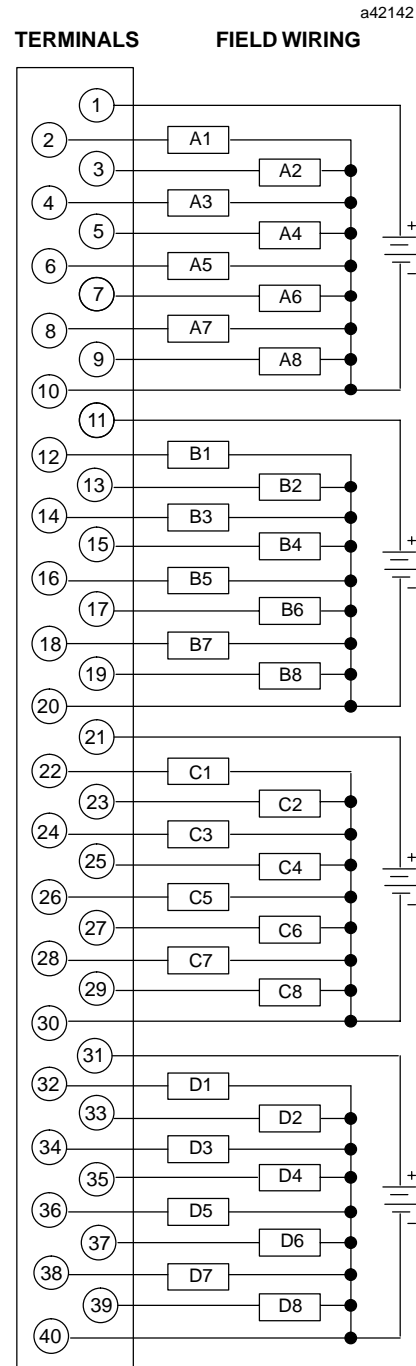 a42142
TERMINALS FIELD WIRING
1
2 A1
3 A2
+
4 A3
5 A4
6 A5
–
7 A6
8 A7
9 A8
10
11
12 B1
13 B2
14 B3
+
15 B4
16 B5
–
17 B6
18 B7
19 B8
20
21
22 C1
23 C2
24 C3
+
25 C4
26 C5
–
27 C6
28 C7
29 C8
30
31
32 D1
33 D2
34 D3
+
35 D4
36 D5
–
37 D6
38 D7
39 D8
40